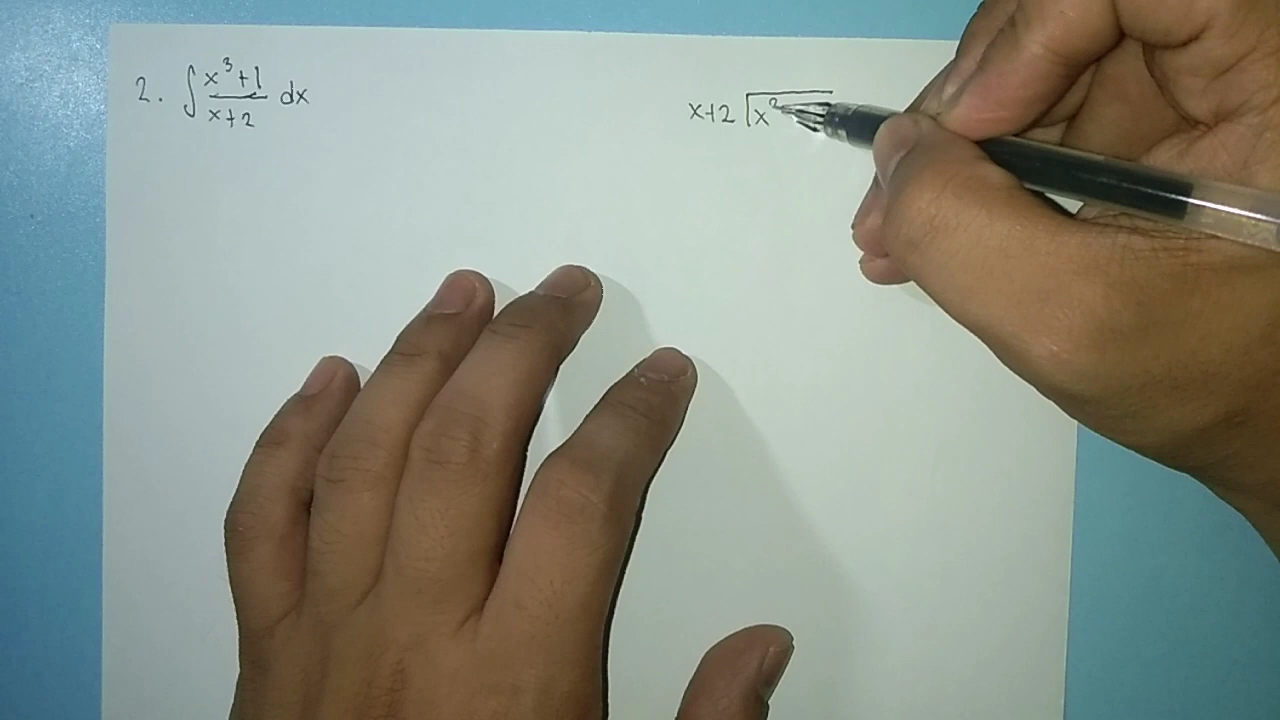 2. ∫ x³+1 / x+2 dx
x+2 √x²